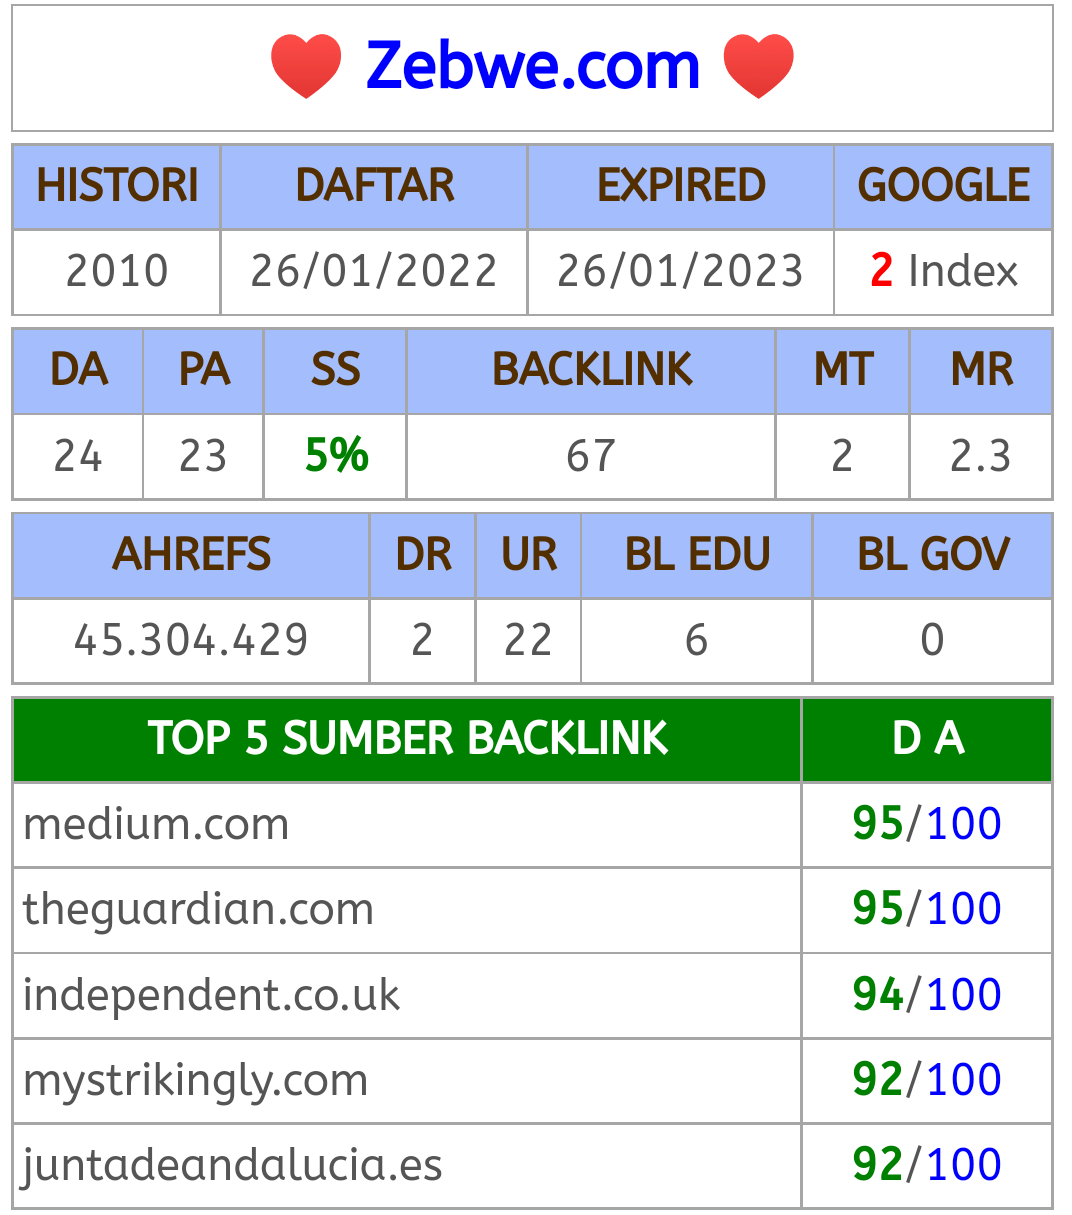 Zebwe.com
HISTORI DAFTAR EXPIRED GOOGLE
2010 26/01/2022 26/01/2023 2 Index
DA PA SS BACKLINK MT MR
24 23 5% 67 2 2.3
AHREFS DR UR BL EDU BL GOV
45.304.429 2 22 6 0
TOP 5 SUMBER BACKLINK D A
medium.com 95/100
theguardian.com 95/100
independent.co.uk 94/100
mystrikingly.com 92/100
juntadeandalucia.es 92/100